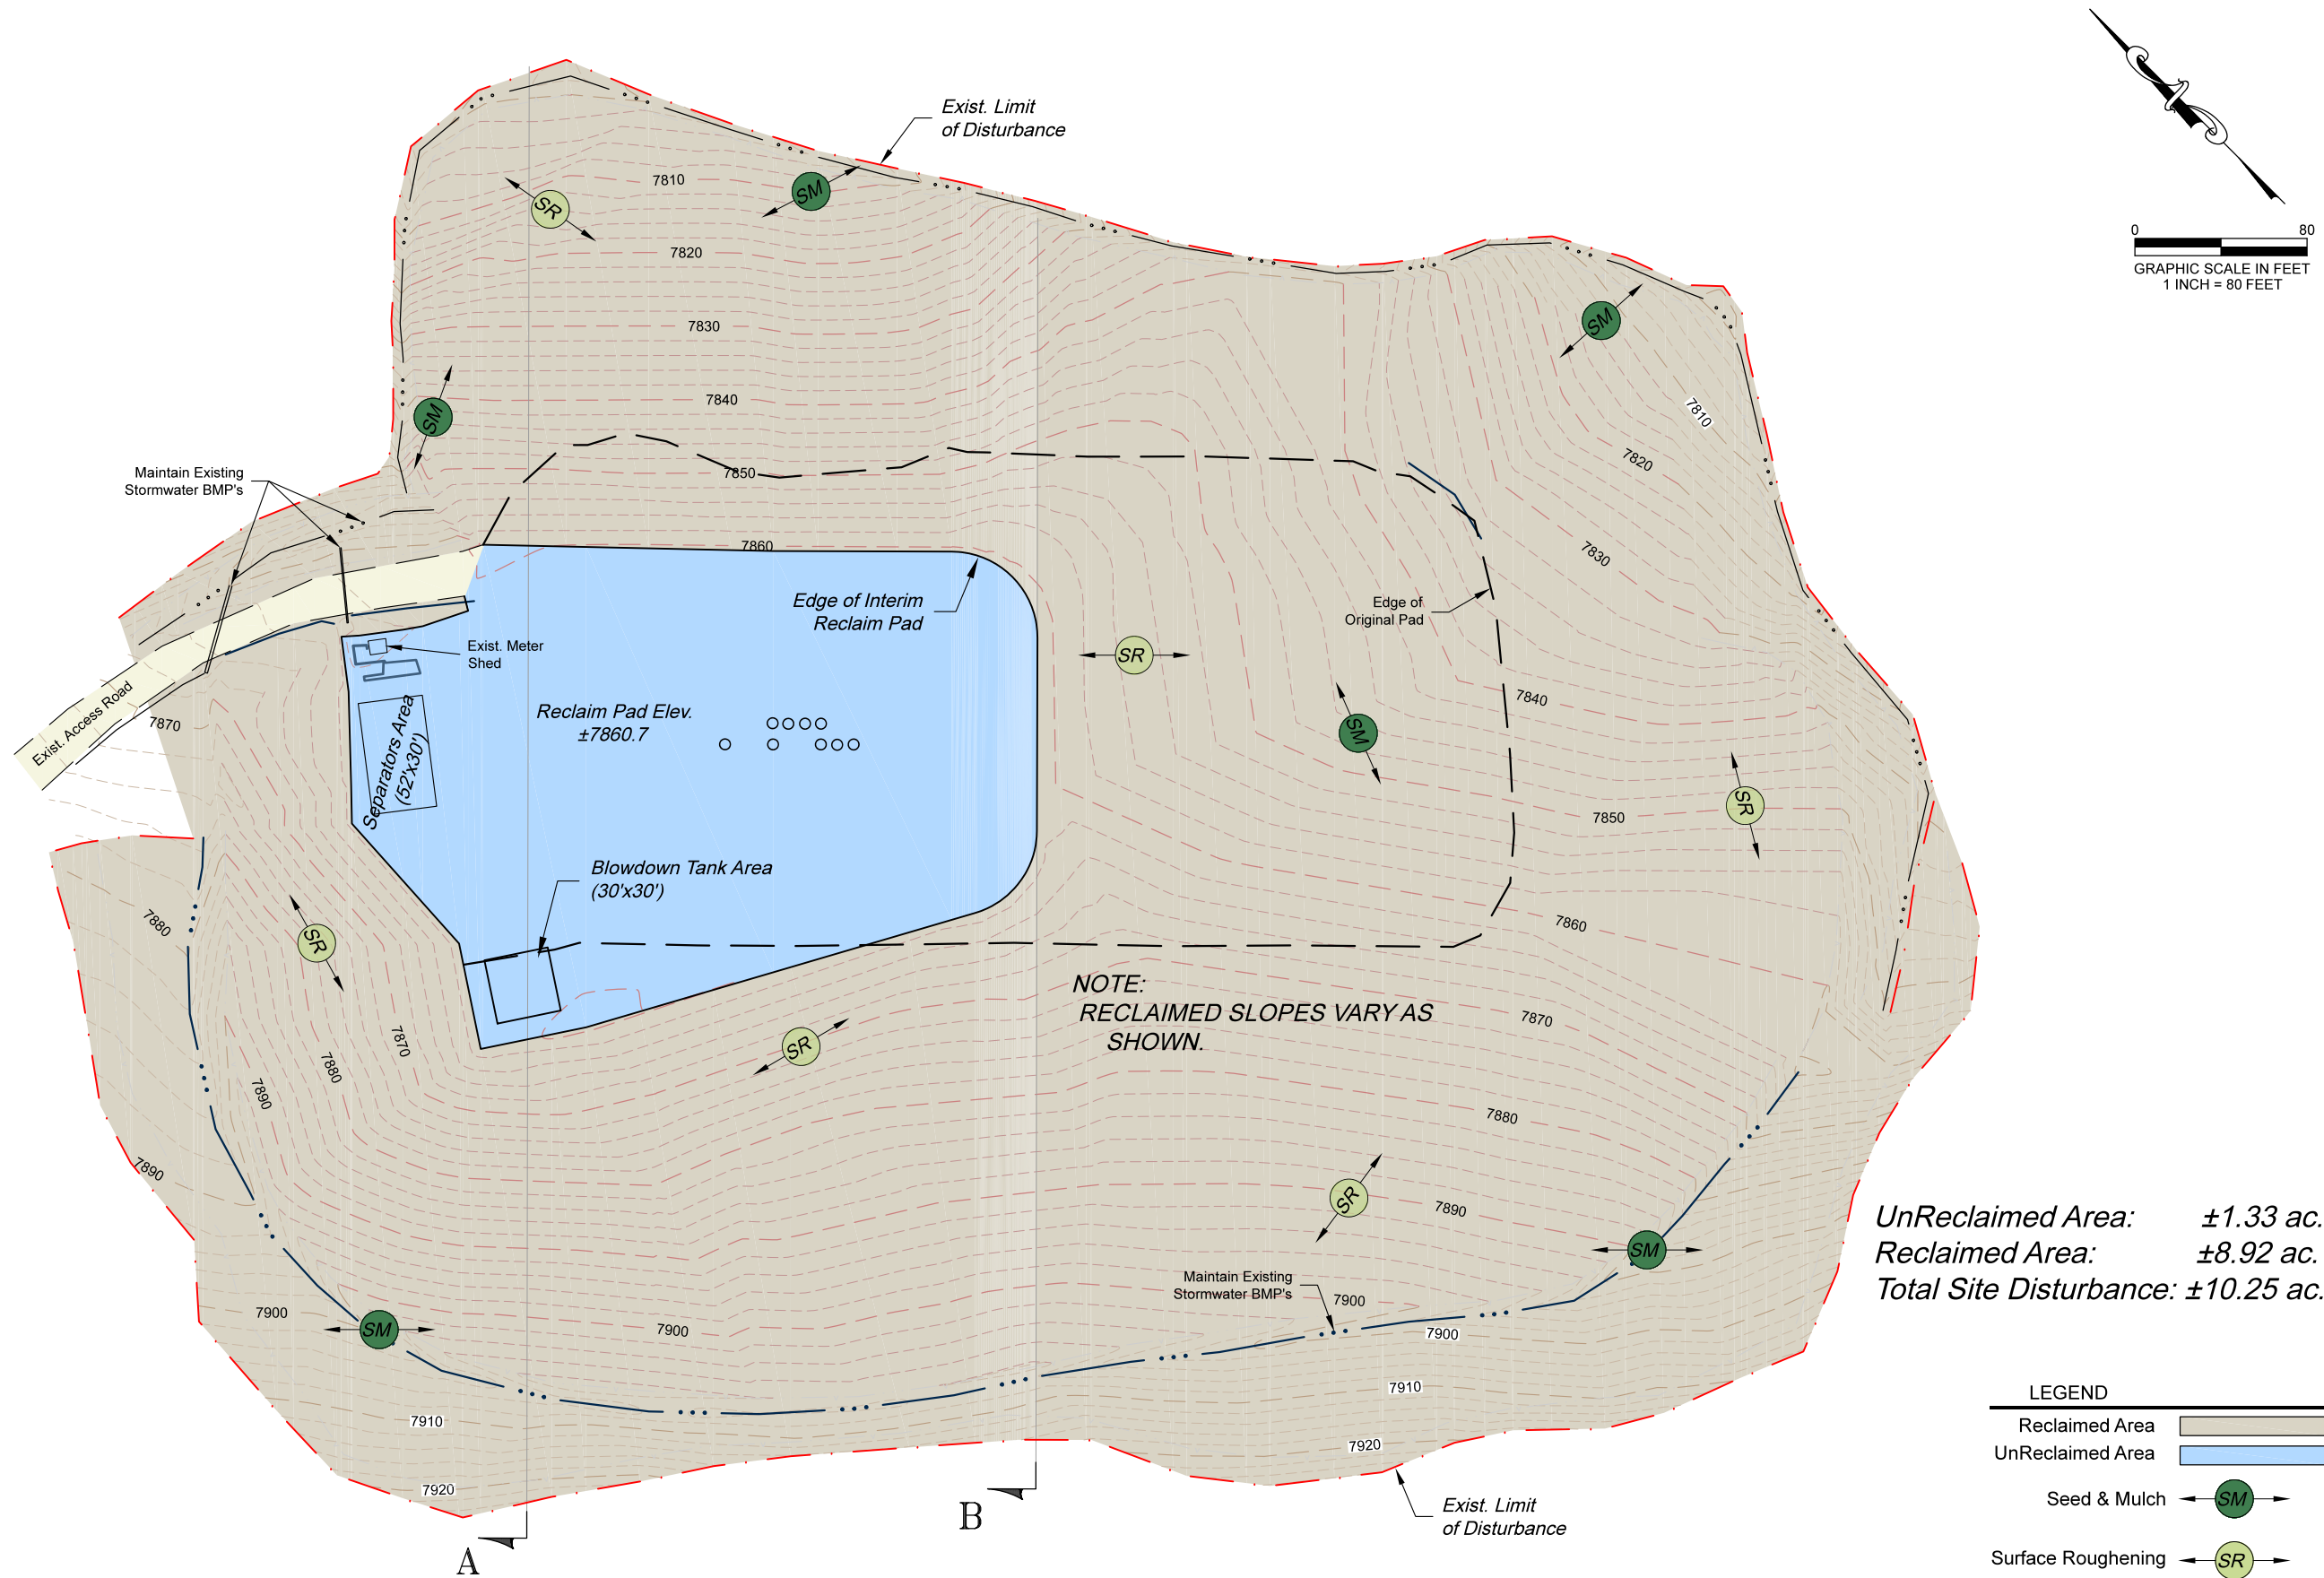 Exist. Limit
of Disturbance
0 80
GRAPHIC SCALE IN FEET
1 INCH = 80 FEET
7810
SM
SR
7820
SM
7830
7840
SM
7810
7820
Maintain Existing
Stormwater BMP's
7850
7860
7830
Edge of Interim
Reclaim Pad
Edge of
Original Pad
Exist. Meter
Shed
SR
7840
Exist. Access Road
7870
Separators Area
(52'x30')
Reclaim Pad Elev.
±7860.7
SM
SR
7850
Blowdown Tank Area
(30'x30')
7880
SR
7860
NOTE:
RECLAIMED SLOPES VARY AS
SHOWN.
7870
7870
7880
7890
SR
7880
7890
SR
7890
UnReclaimed Area: ±1.33 ac.
Reclaimed Area: ±8.92 ac.
Total Site Disturbance: ±10.25 ac.
SM
Maintain Existing
Stormwater BMP's
7900
7900
SM
7900
7900
7910
7910
7920
7920
LEGEND
Reclaimed Area
UnReclaimed Area
Seed & Mulch SM
Surface Roughening SR
Exist. Limit
of Disturbance
A
B